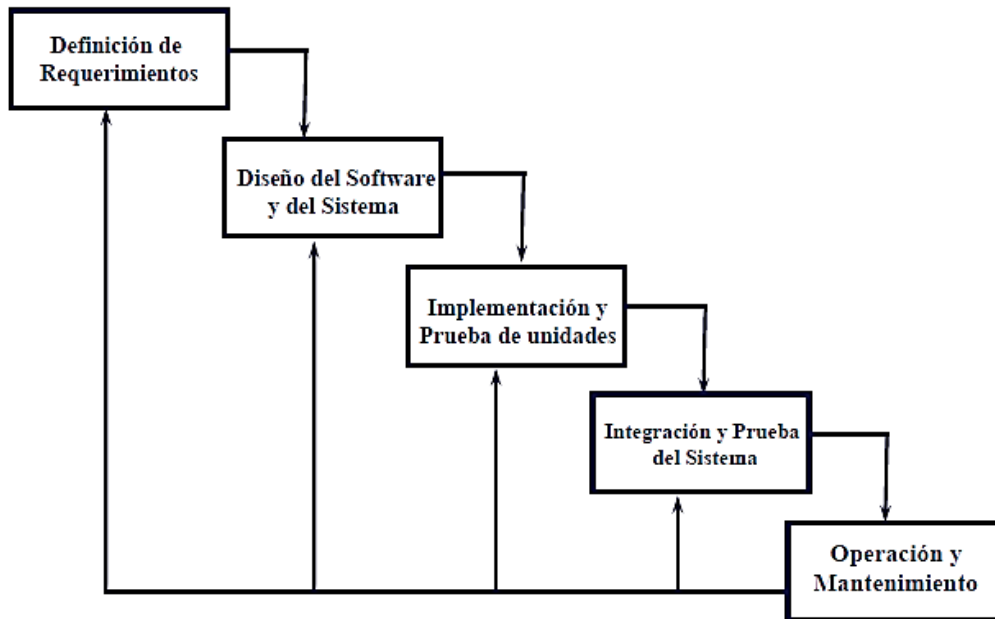 Definición de
Requerimientos
Diseño del Software
y del Sistema
Implementación y
Prueba de unidades
Integración y Prueba
del Sistema
Operación y
Mantenimiento